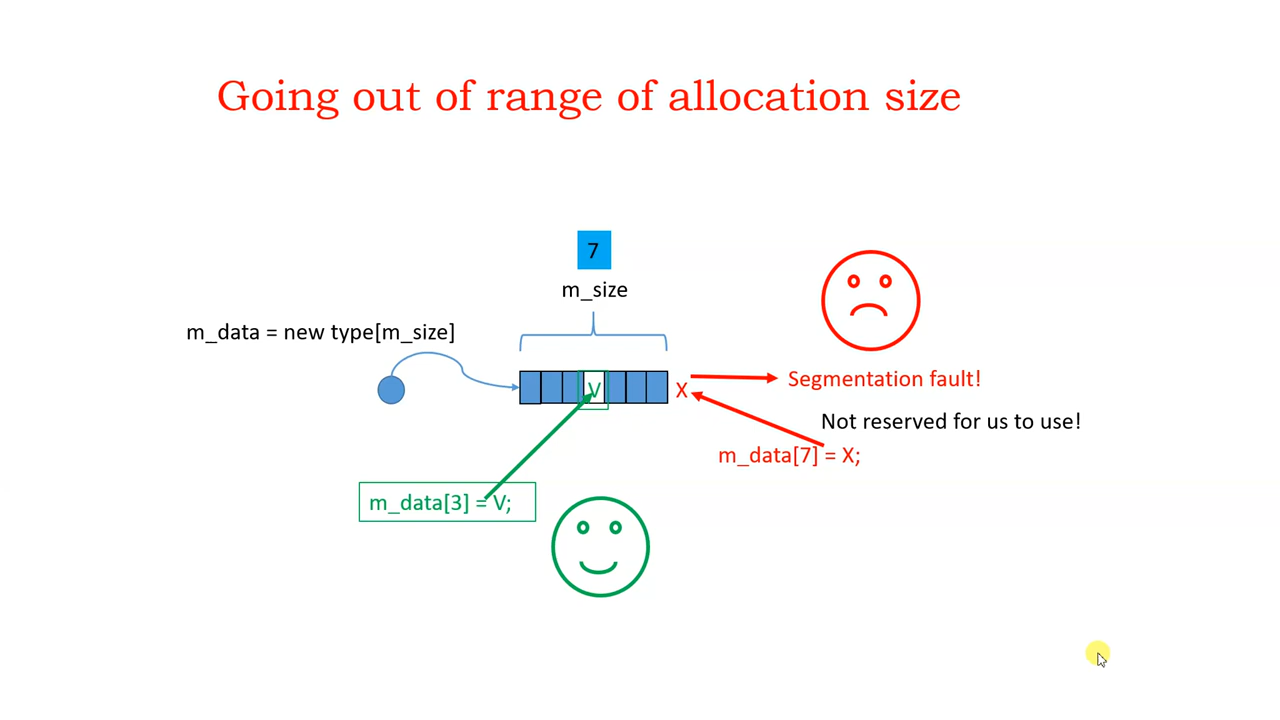 Going out of range of allocation size
7
m_size
m_data = new type[m_size]
V
X
Segmentation fault!
Not reserved for us to use!
m_data[7] = X;
m_data[3] = V;